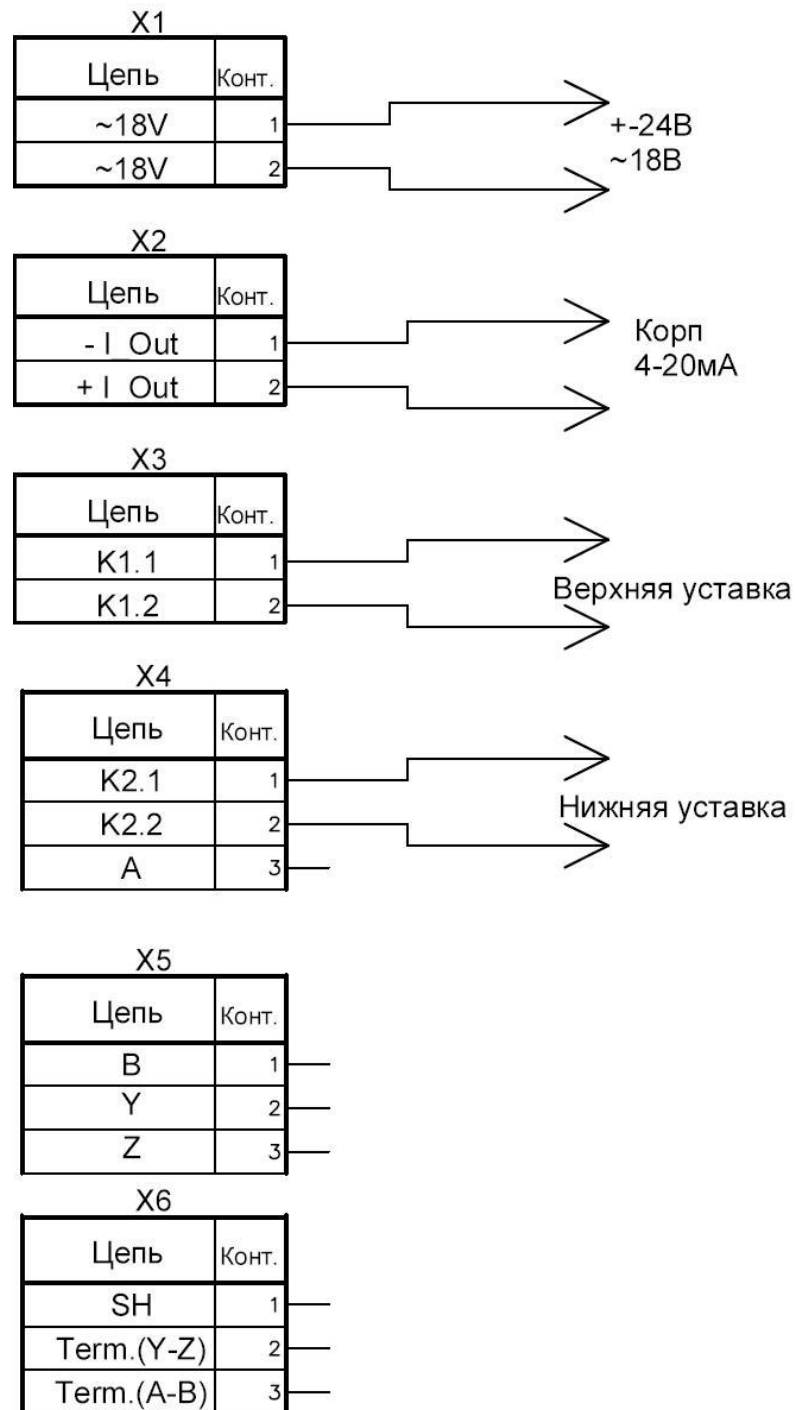 X1
Цепь Конт.
~18V 1
~18V 2
+-24В
~18В
X2
Цепь Конт.
- I_Out 1
+ I_Out 2
Корп
4-20мА
X3
Цепь Конт.
K1.1 1
K1.2 2
Верхняя уставка
X4
Цепь Конт.
K2.1 1
K2.2 2
A 3
Нижняя уставка
X5
Цепь Конт.
B 1
Y 2
Z 3
X6
Цепь Конт.
SH 1
Term.(Y-Z) 2
Term.(A-B) 3